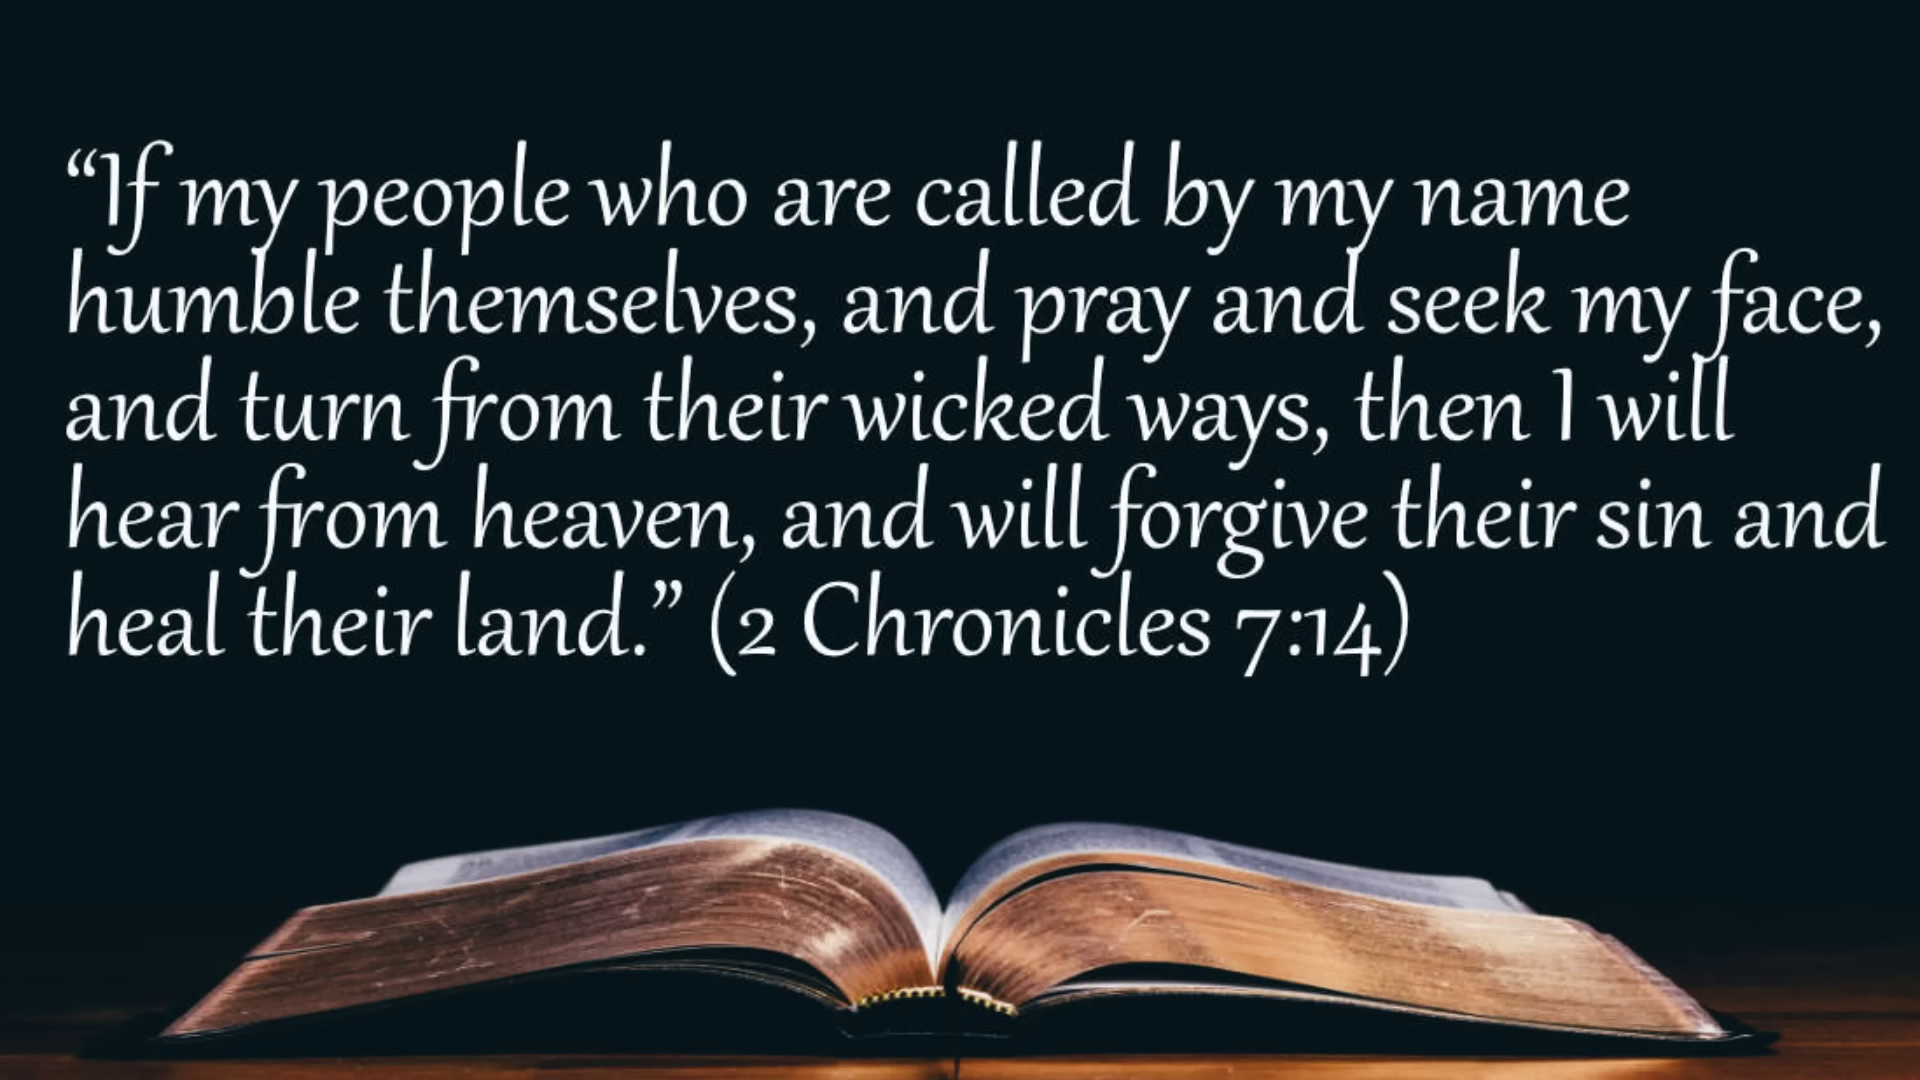 “If my people who are called by my name
humble themselves, and pray and seek my face,
and turn from their wicked ways, then I will
hear from heaven, and will forgive their sin and
heal their land.” (2 Chronicles 7:14)